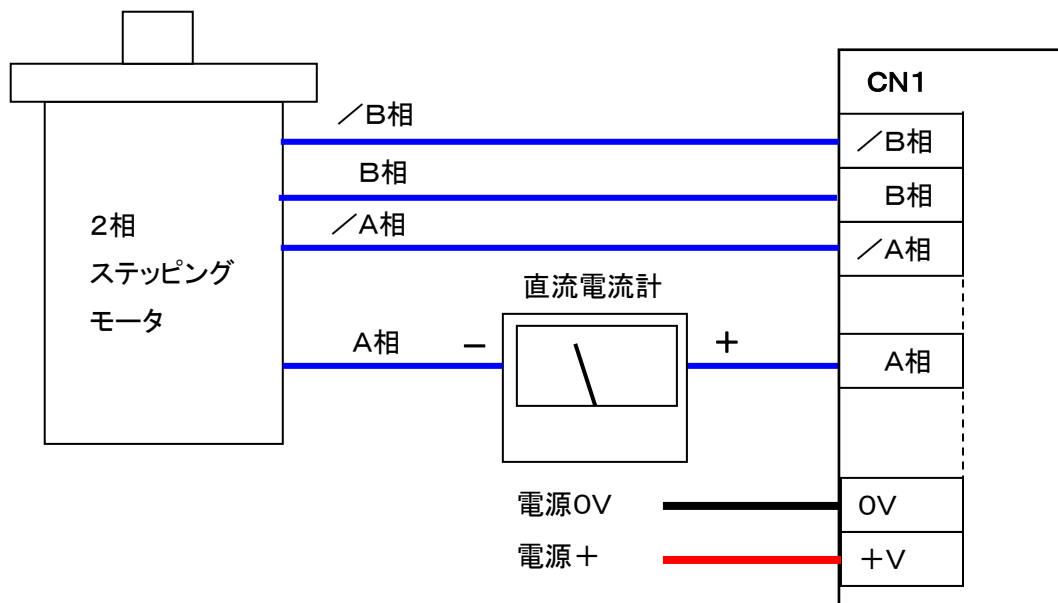 CN1
／B相
／B相
B相
B相
／A相
／A相
2相
ステッピング
モータ
直流電流計
A相
－
＋
A相
電源0V
0V
電源＋
＋V